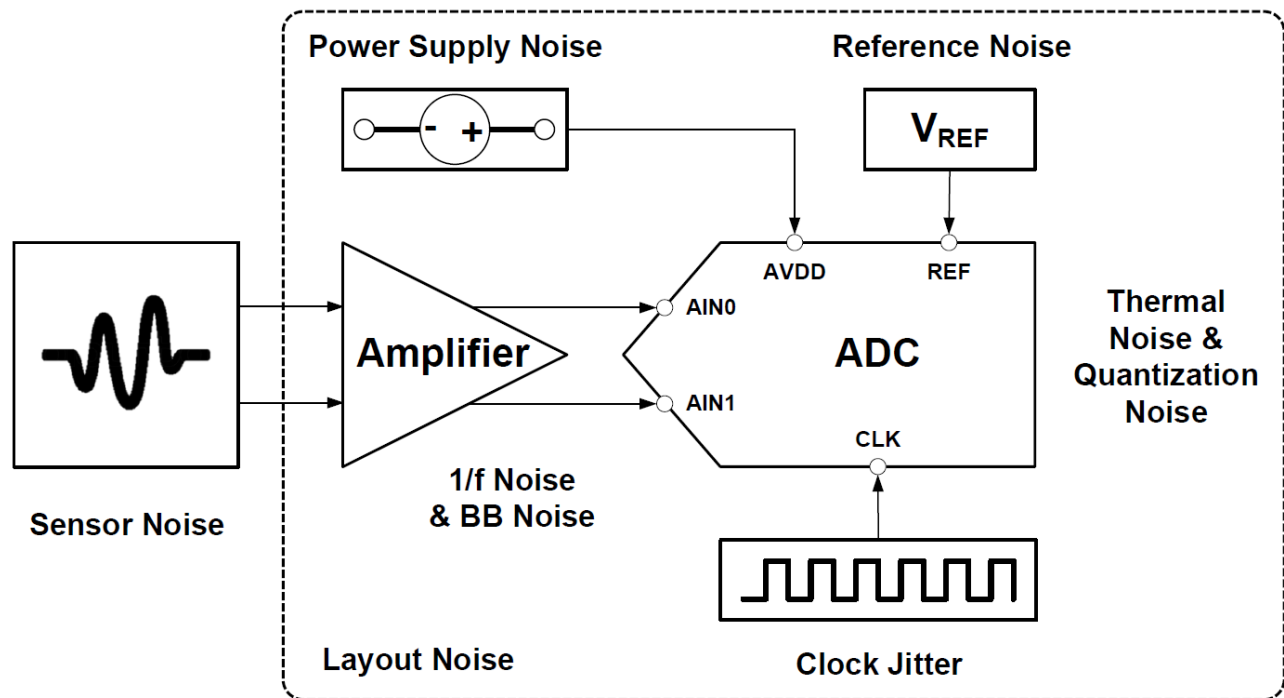 Power Supply Noise
Reference Noise
- +
V_REF
AVDD
REF
AIN0
Amplifier
ADC
AIN1
CLK
Thermal
Noise &
Quantization
Noise
1/f Noise
& BB Noise
Sensor Noise
Layout Noise
Clock Jitter